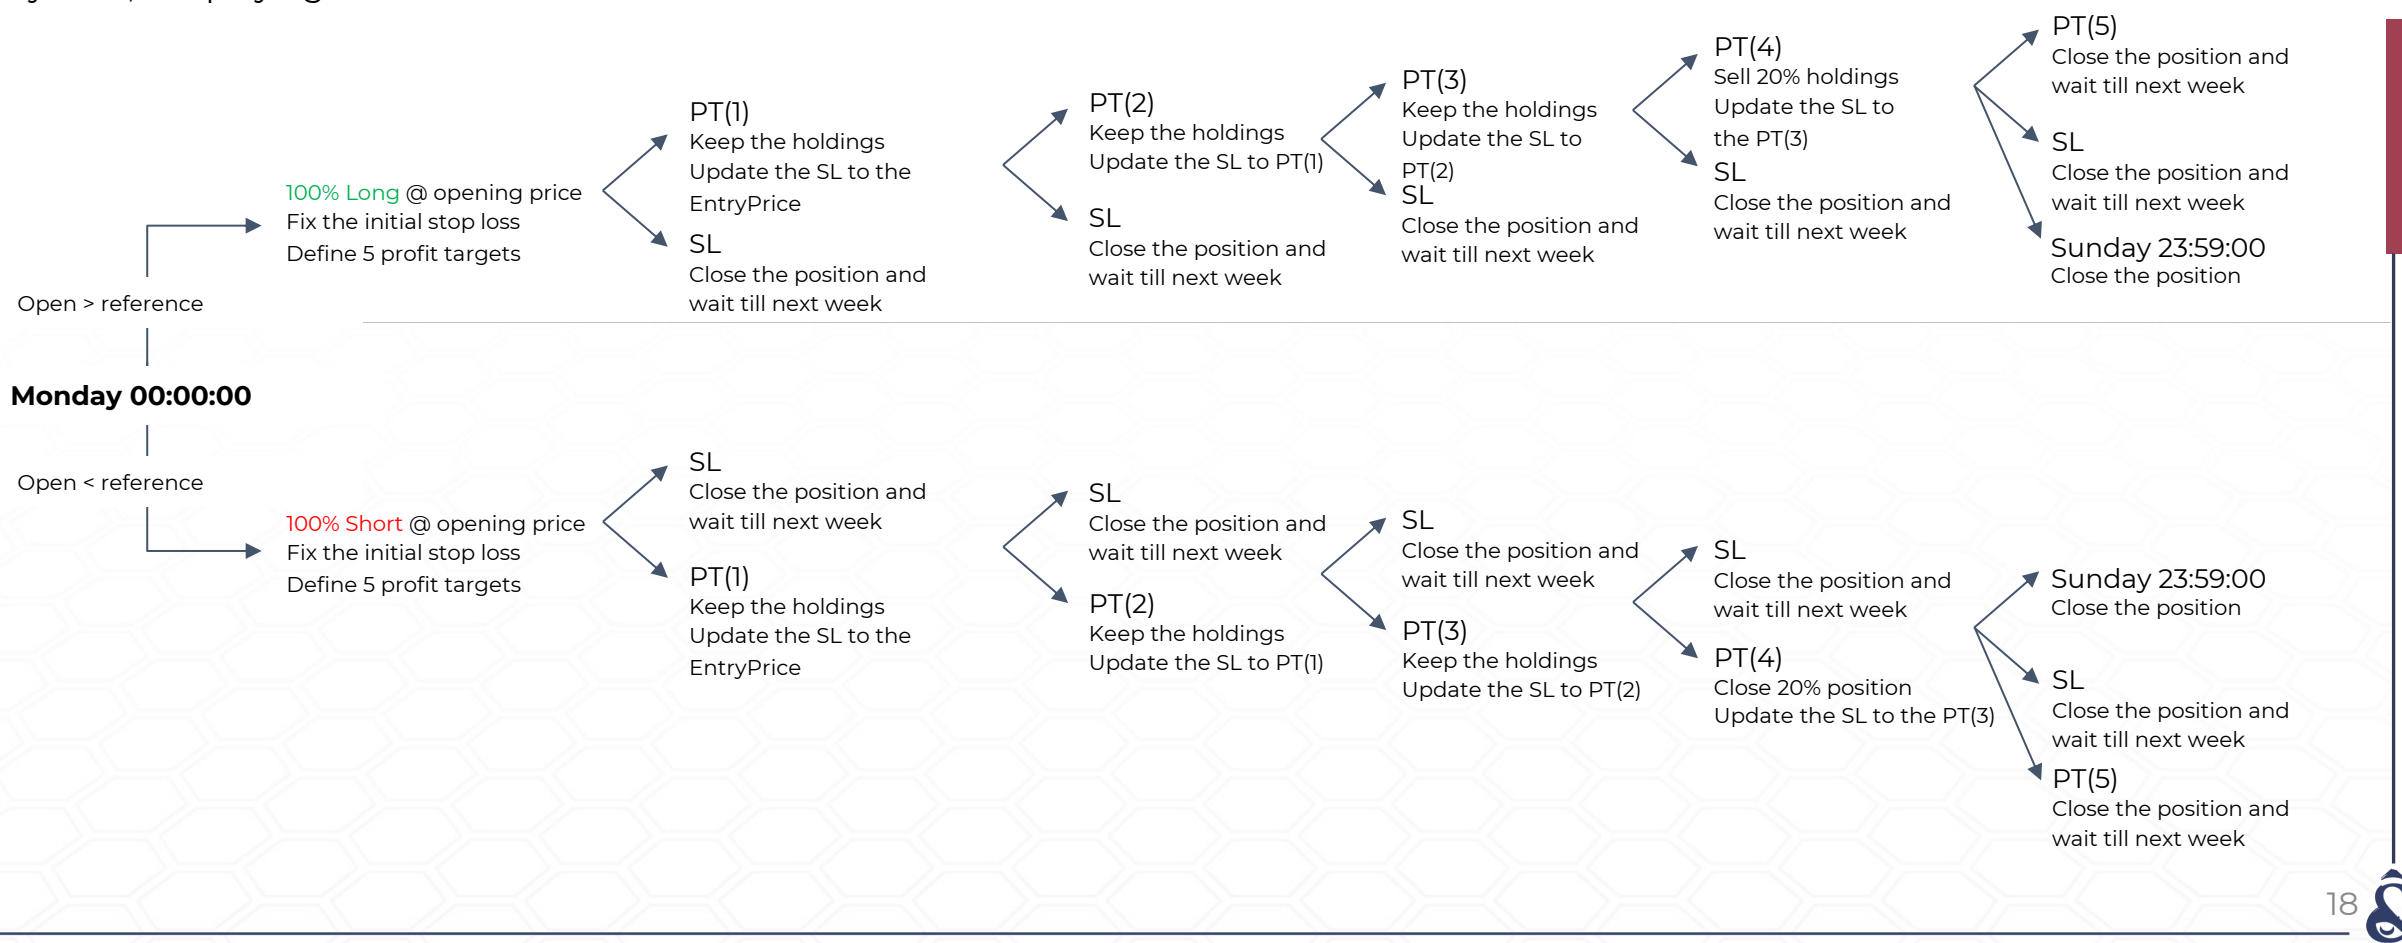 PT(5)
Close the position and
wait till next week
PT(4)
Sell 20% holdings
Update the SL to
the PT(3)
PT(3)
Keep the holdings
Update the SL to
PT(2)
PT(2)
Keep the holdings
Update the SL to PT(1)
PT(1)
Keep the holdings
Update the SL to the
EntryPrice
100% Long @ opening price
Fix the initial stop loss
Define 5 profit targets
SL
Close the position and
wait till next week
SL
Close the position and
wait till next week
SL
Close the position and
wait till next week
SL
Close the position and
wait till next week
SL
Close the position and
wait till next week
Sunday 23:59:00
Close the position
Open > reference
Monday 00:00:00
Open < reference
100% Short @ opening price
Fix the initial stop loss
Define 5 profit targets
SL
Close the position and
wait till next week
PT(1)
Keep the holdings
Update the SL to the
EntryPrice
SL
Close the position and
wait till next week
PT(2)
Keep the holdings
Update the SL to PT(1)
SL
Close the position and
wait till next week
PT(3)
Keep the holdings
Update the SL to PT(2)
SL
Close the position and
wait till next week
PT(4)
Close 20% position
Update the SL to the PT(3)
Sunday 23:59:00
Close the position
SL
Close the position and
wait till next week
PT(5)
Close the position and
wait till next week
18